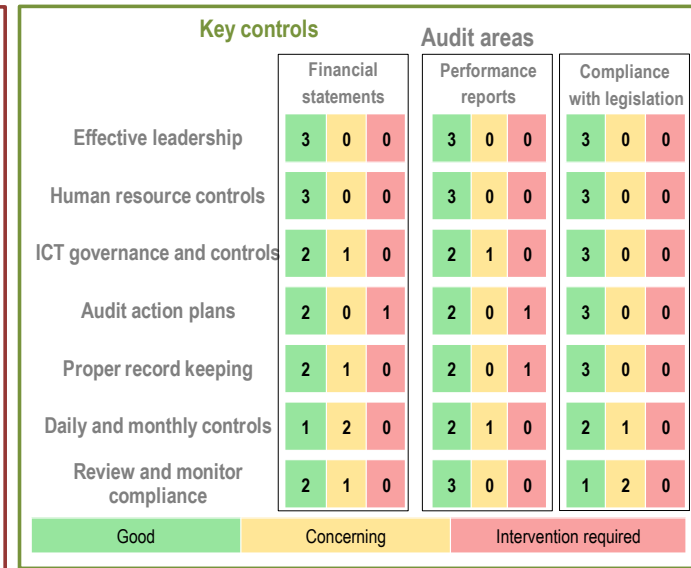 Key controls
Audit areas
Financial statements
Performance reports
Compliance with legislation
Effective leadership 3 0 0 3 0 0 3 0 0
Human resource controls 3 0 0 3 0 0 3 0 0
ICT governance and controls 2 1 0 2 1 0 3 0 0
Audit action plans 2 0 1 2 0 1 3 0 0
Proper record keeping 2 1 0 2 0 1 3 0 0
Daily and monthly controls 1 2 0 2 1 0 2 1 0
Review and monitor compliance 2 1 0 3 0 0 1 2 0
Good Concerning Intervention required